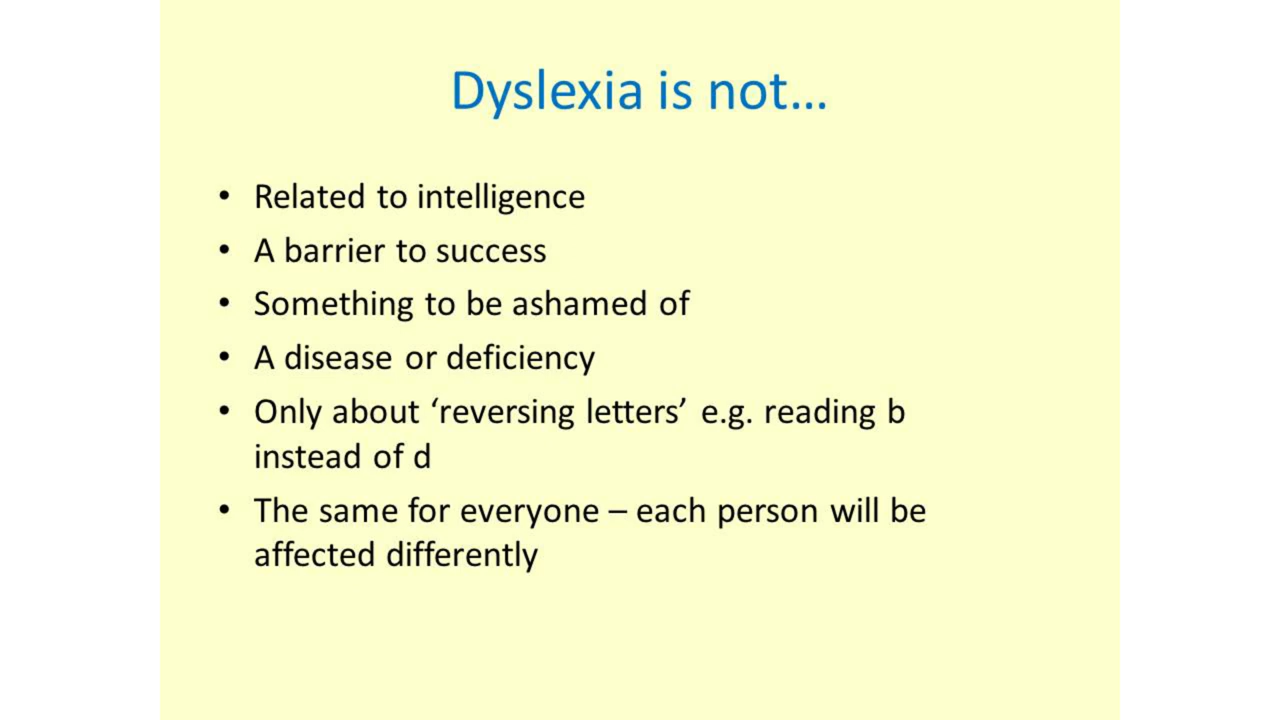 Dyslexia is not…
• Related to intelligence
• A barrier to success
• Something to be ashamed of
• A disease or deficiency
• Only about ‘reversing letters’ e.g. reading b
instead of d
• The same for everyone – each person will be
affected differently